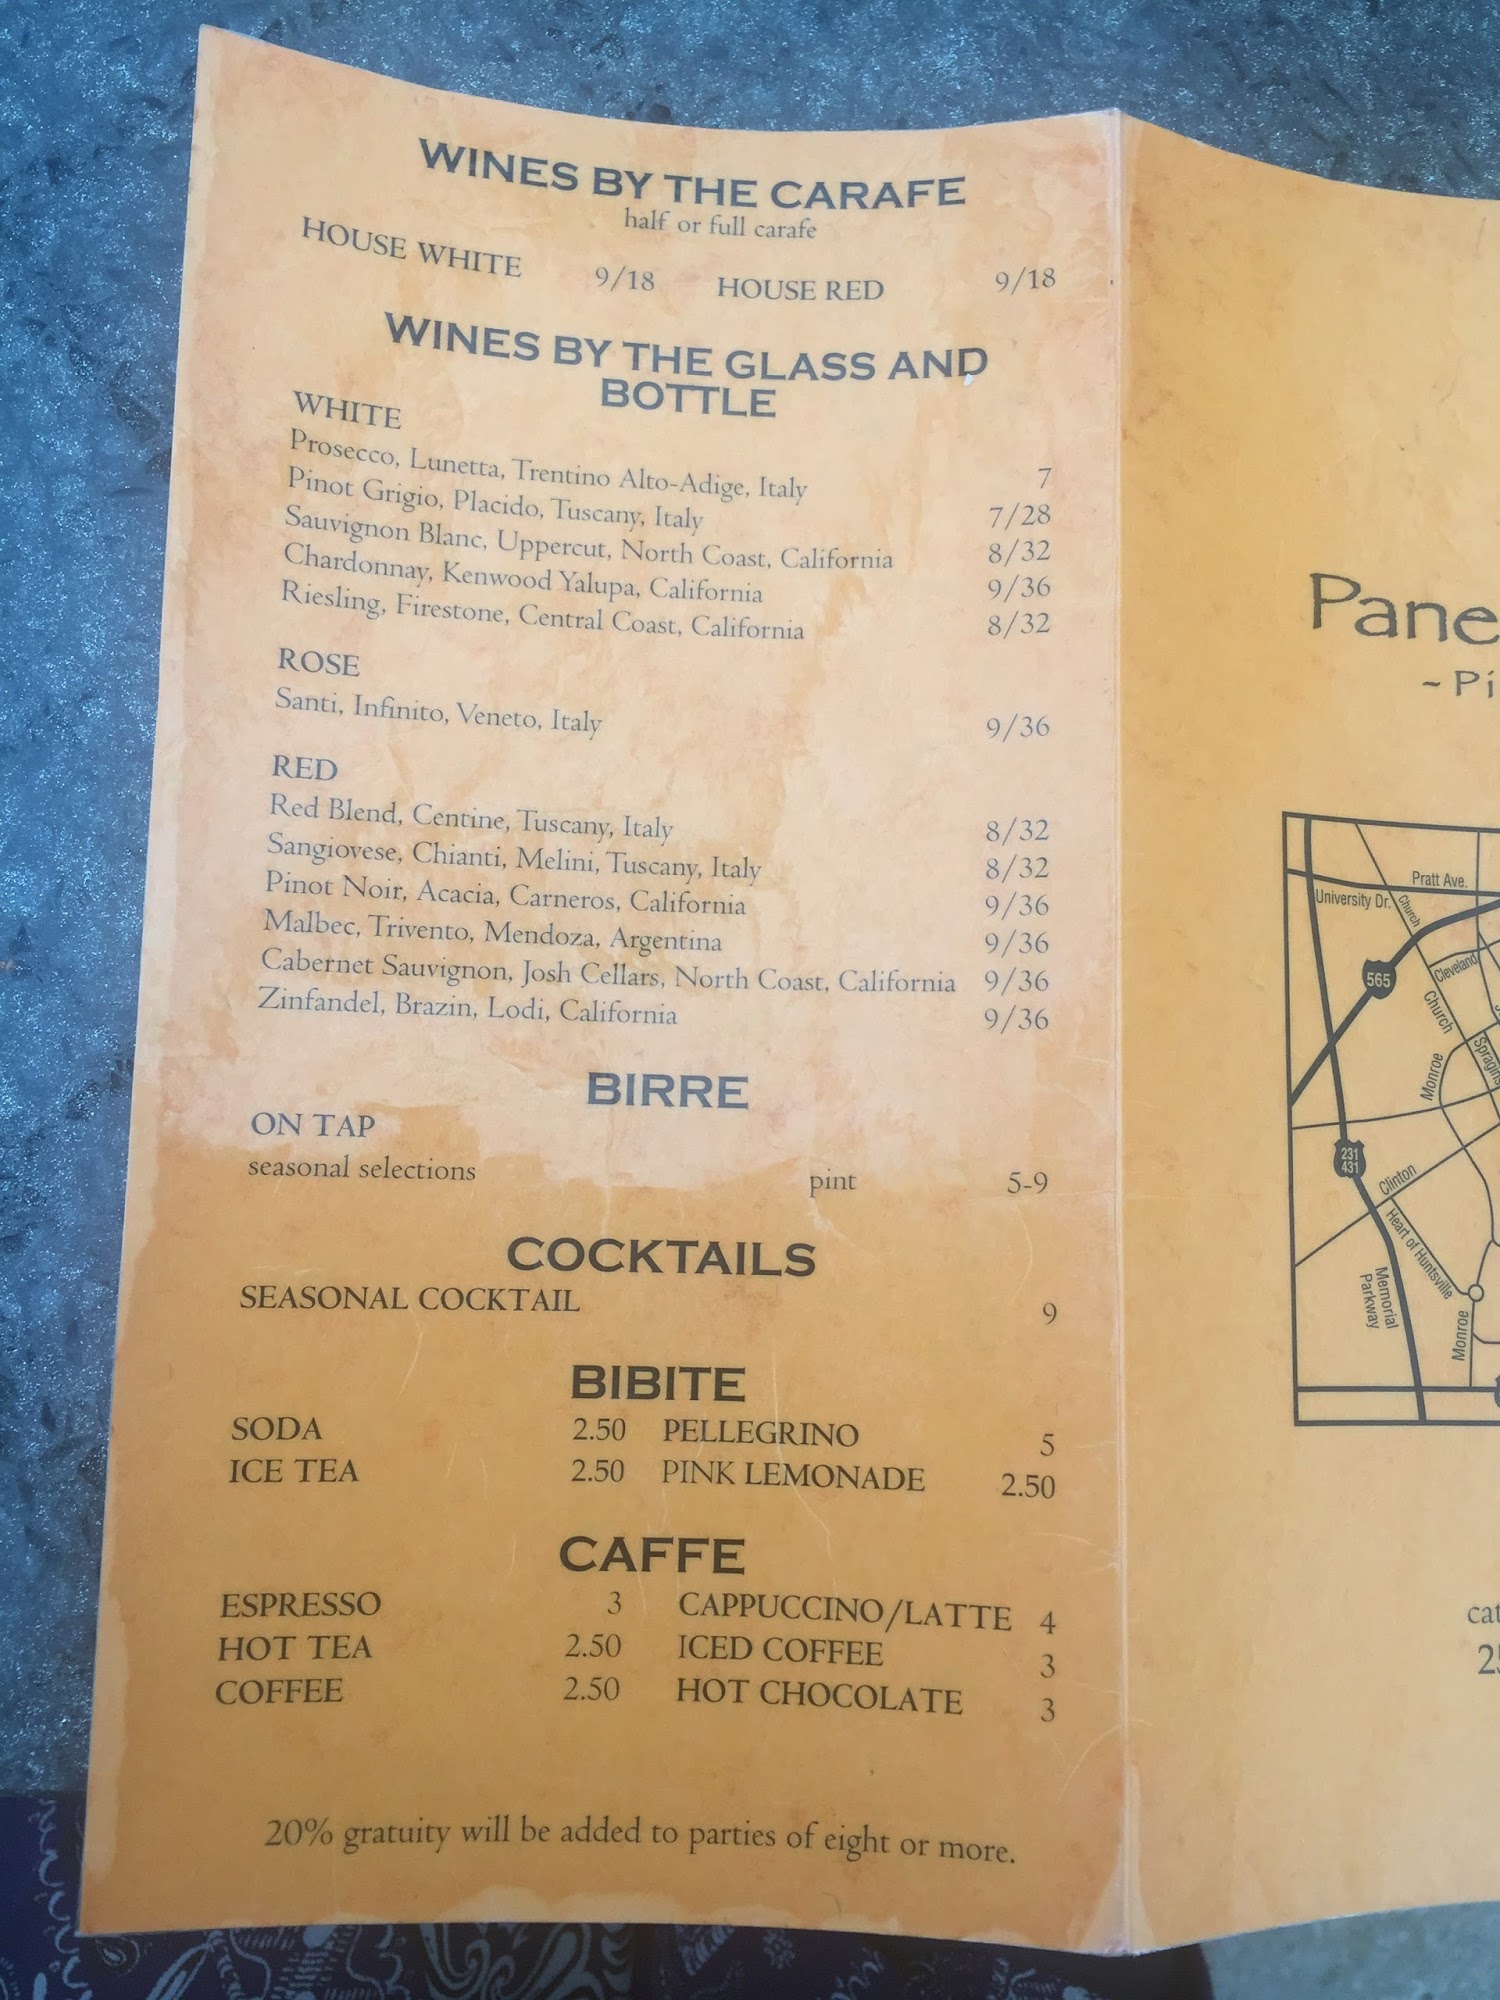 WINES BY THE CARAFE
half or full carafe
HOUSE WHITE 9/18 HOUSE RED 9/18
WINES BY THE GLASS AND
BOTTLE
WHITE
Prosecco, Lunetta, Trentino Alto-Adige, Italy 7
Pinot Grigio, Placido, Tuscany, Italy 7/28
Sauvignon Blanc, Uppercut, North Coast, California 8/32
Chardonnay, Kenwood Yalupa, California 9/36
Riesling, Firestone, Central Coast, California 8/32
ROSE
Santi, Infinito, Veneto, Italy 9/36
RED
Red Blend, Centine, Tuscany, Italy 8/32
Sangiovese, Chianti, Melini, Tuscany, Italy 8/32
Pinot Noir, Acacia, Carneros, California 9/36
Malbec, Trivento, Mendoza, Argentina 9/36
Cabernet Sauvignon, Josh Cellars, North Coast, California 9/36
Zinfandel, Brazin, Lodi, California 9/36
BIRRE
ON TAP
seasonal selections pint 5-9
COCKTAILS
SEASONAL COCKTAIL 9
BIBITE
SODA 2.50 PELLEGRINO 5
ICE TEA 2.50 PINK LEMONADE 2.50
CAFFE
ESPRESSO 3 CAPPUCCINO/LATTE 4
HOT TEA 2.50 ICED COFFEE 3
COFFEE 2.50 HOT CHOCOLATE 3
20% gratuity will be added to parties of eight or more.
Pane
~Pi
Pratt Ave.
University Dr.
Church
Cleveland
565
Church
Spragins
Monroe
231
431
Clinton
Heart of Huntsville
Memorial
Parkway
Monroe
cat
25